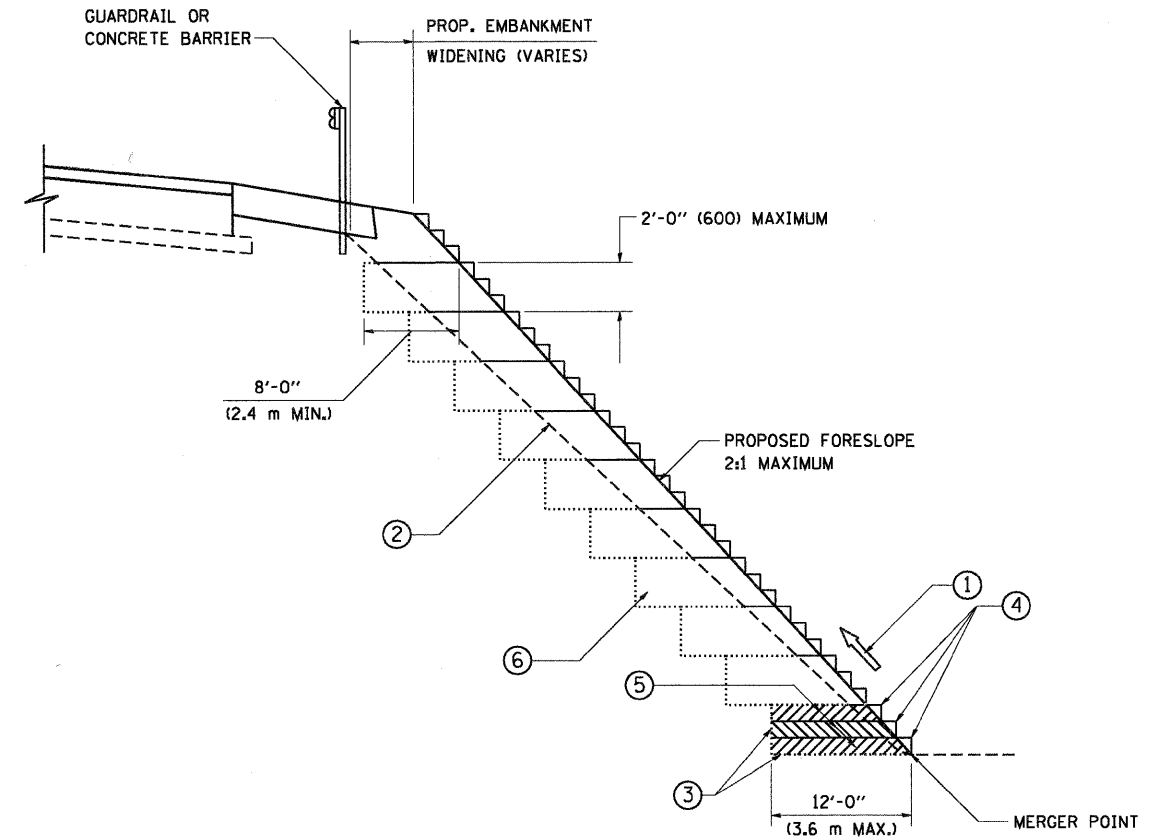 GUARDRAIL OR
CONCRETE BARRIER
PROP. EMBANKMENT
WIDENING (VARIES)
2'-0" (600) MAXIMUM
8'-0"
(2.4 m MIN.)
PROPOSED FORESLOPE
2:1 MAXIMUM
2
1
4
6
5
3
12'-0"
(3.6 m MAX.)
MERGER POINT